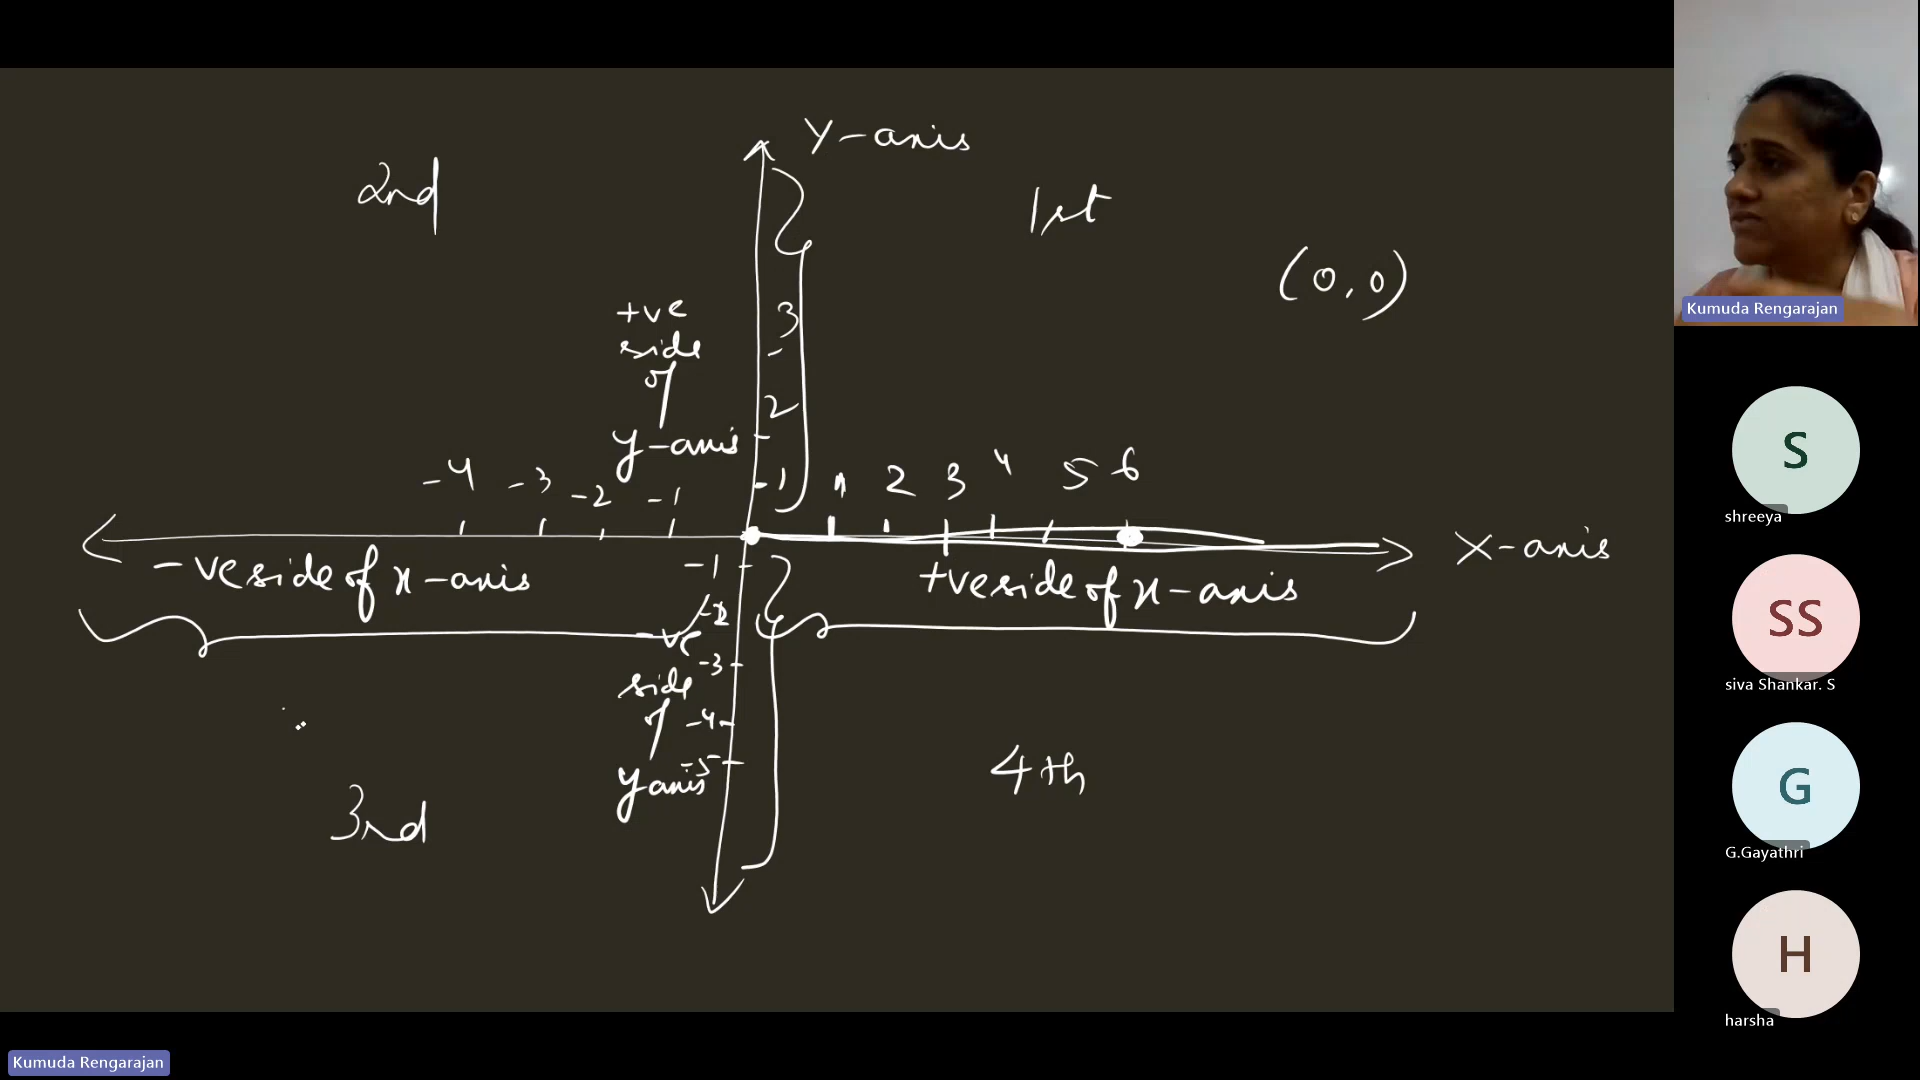 Y-axis
2nd
1st
(0,0)
+ve
side
of
y-axis
3
2
1
-4 -3 -2 -1
1 2 3 4 5 6
X-axis
-ve side of x-axis
+ve side of x-axis
-1
-2
-3
-4
-5
-ve
side
of
y axis
3rd
4th
Kumuda Rengarajan
S
shreeya
SS
siva Shankar. S
G
G.Gayathri
H
harsha
Kumuda Rengarajan